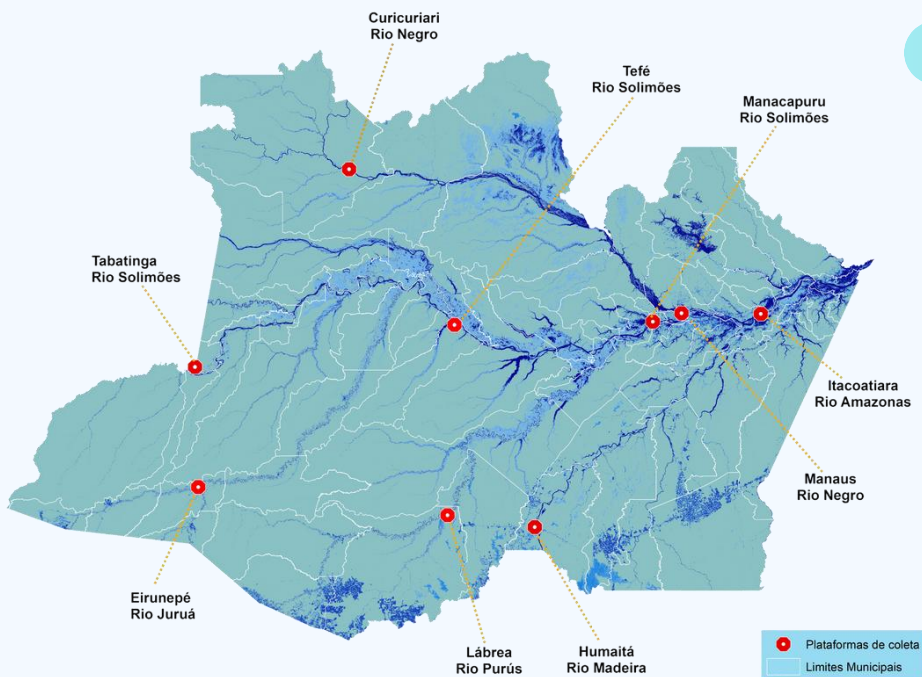 Curicuriari
Rio Negro
Tefé
Rio Solimões
Manacapuru
Rio Solimões
Tabatinga
Rio Solimões
Itacoatiara
Rio Amazonas
Manaus
Rio Negro
Eirunepé
Rio Juruá
Lábrea
Rio Purús
Humaitá
Rio Madeira
Plataformas de coleta
Limites Municipais